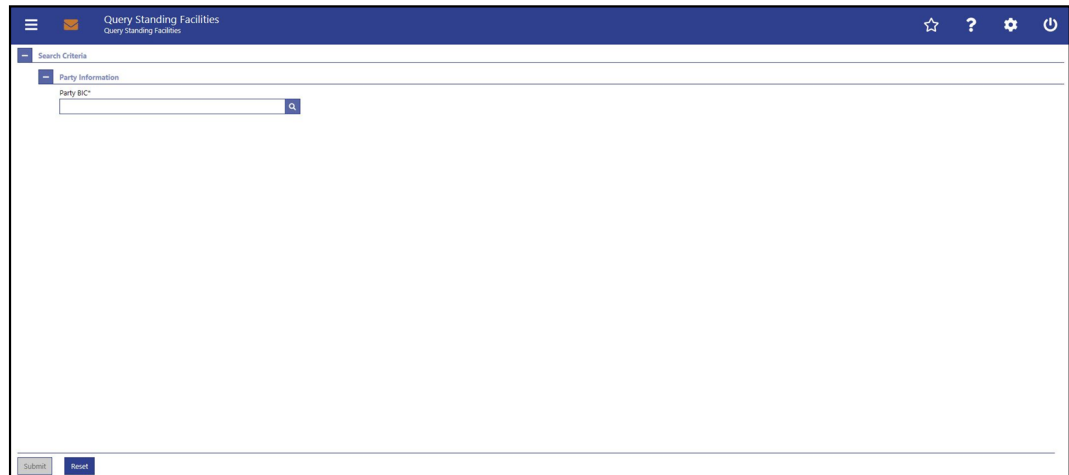 Query Standing Facilities
Query Standing Facilities
Search Criteria
Party Information
Party BIC*
Submit
Reset